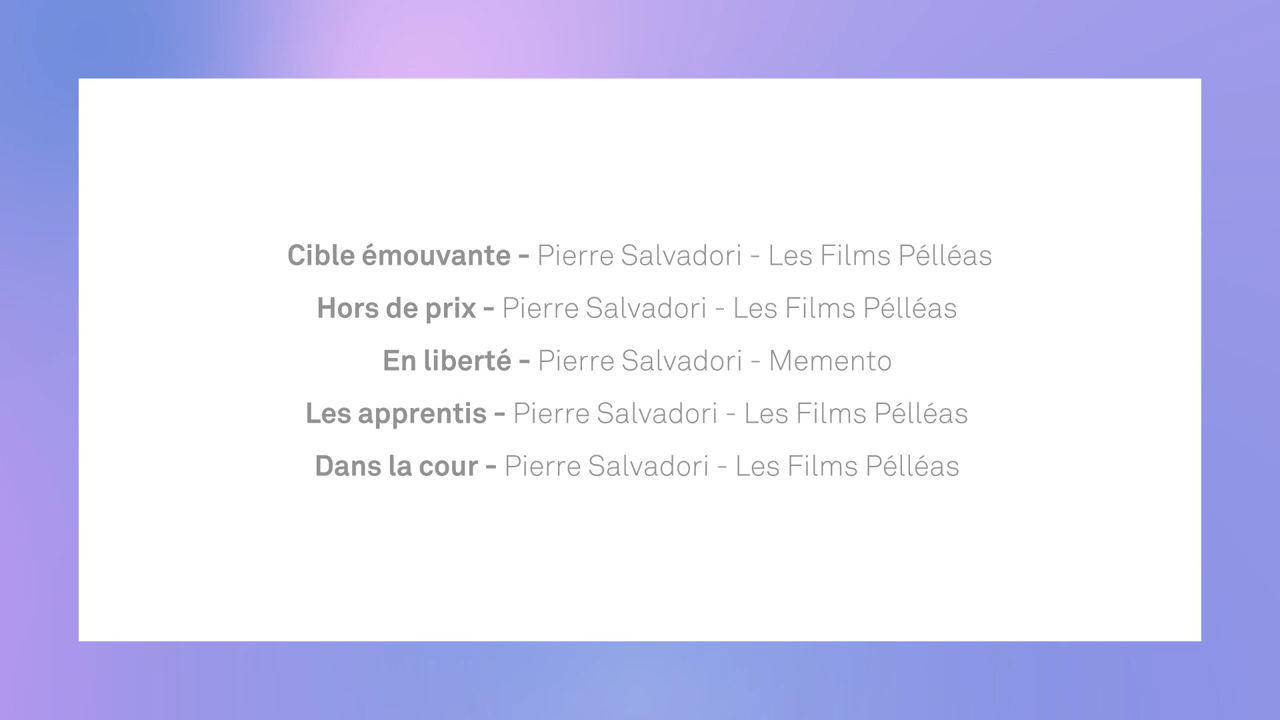 Cible émouvante - Pierre Salvadori - Les Films Pélléas
Hors de prix - Pierre Salvadori - Les Films Pélléas
En liberté - Pierre Salvadori - Memento
Les apprentis - Pierre Salvadori - Les Films Pélléas
Dans la cour - Pierre Salvadori - Les Films Pélléas